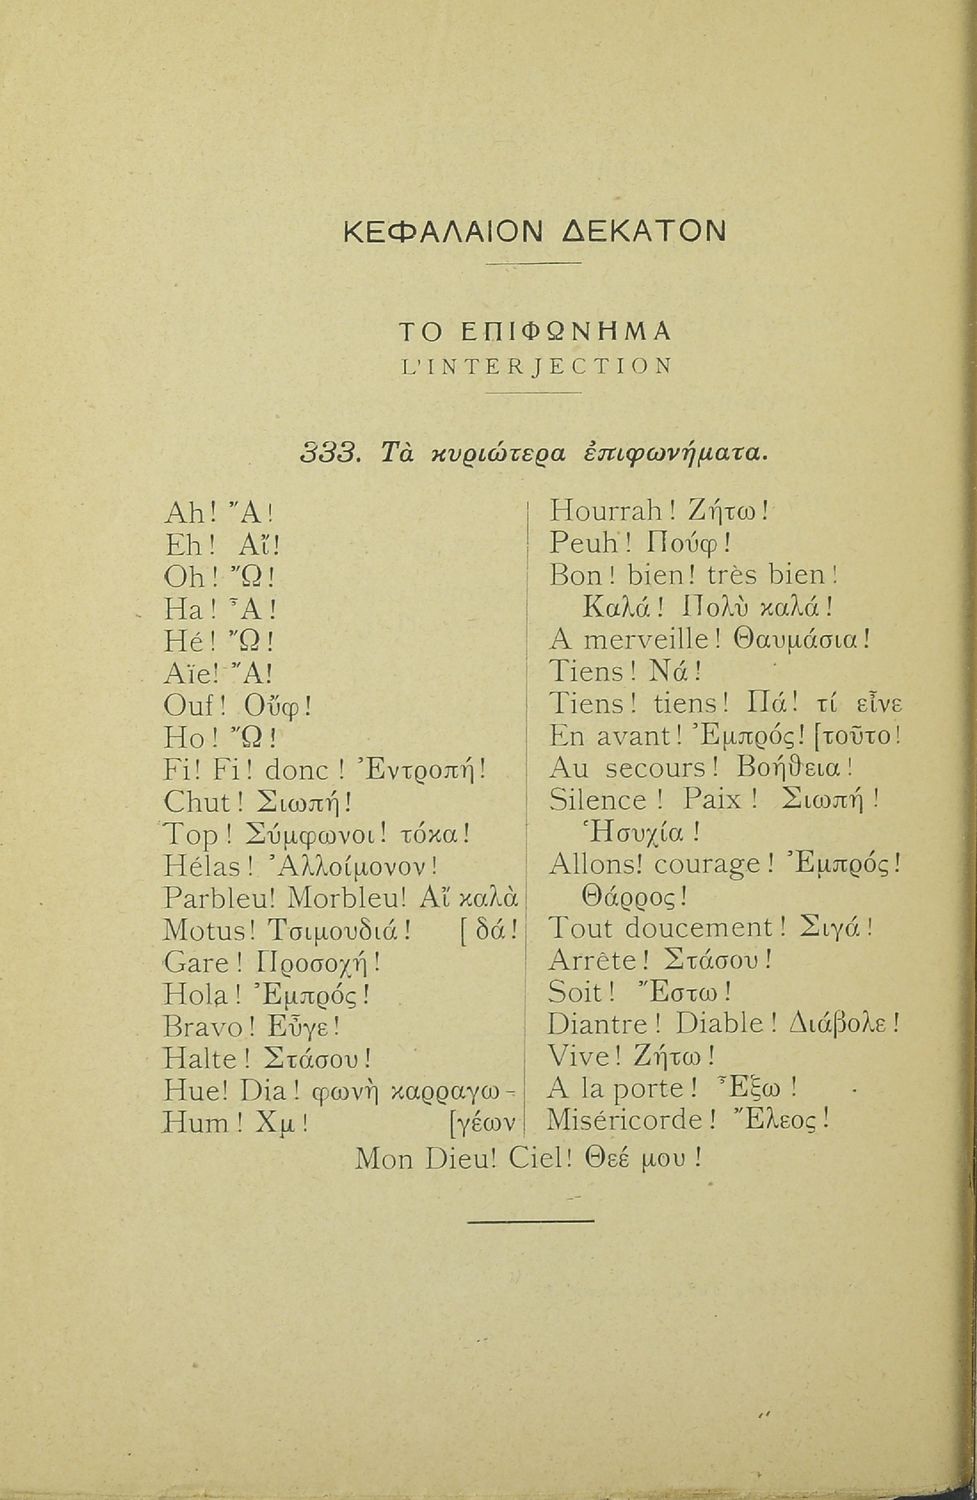 ΚΕΦΑΛΑΙΟΝ ΔΕΚΑΤΟΝ
ΤΟ ΕΠΙΦΩΝΗΜΑ
L'INTERJECTION
333. Τὰ κυριώτερα ἐπιφωνήματα.
Ah! Ἄ!
Eh! Αἴ!
Oh! Ὤ!
Ha! Ἆ!
Hé! Ὤ!
Aïe! Ἄ!
Ouf! Οὔφ!
Ho! Ὤ!
Fi! Fi! donc! Ἐντροπή!
Chut! Σιωπή!
Top! Σύμφωνοι! τόκα!
Hélas! Ἀλλοίμονον!
Parbleu! Morbleu! Αἴ καλὰ
Motus! Τσιμουδιά! [δά!
Gare! Προσοχή!
Hola! Ἐμπρός!
Bravo! Εὖγε!
Halte! Στάσου!
Hue! Dia! φωνὴ καρραγω-
Hum! Χμ! [γέων
Hourrah! Ζήτω!
Peuh! Πούφ!
Bon! bien! très bien!
Καλά! Πολὺ καλά!
A merveille! Θαυμάσια!
Tiens! Νά!
Tiens! tiens! Πά! τί εἶνε
En avant! Ἐμπρός! [τοῦτο!
Au secours! Βοήθεια!
Silence! Paix! Σιωπή!
Ἡσυχία!
Allons! courage! Ἐμπρός!
Θάρρος!
Tout doucement! Σιγά!
Arrête! Στάσου!
Soit! Ἔστω!
Diantre! Diable! Διάβολε!
Vive! Ζήτω!
A la porte! Ἔξω!
Miséricorde! Ἔλεος!
Mon Dieu! Ciel! Θεέ μου!